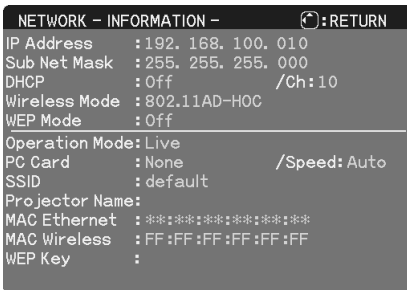 NETWORK – INFORMATION – :RETURN
IP Address :192. 168. 100. 010
Sub Net Mask :255. 255. 255. 000
DHCP :Off /Ch:10
Wireless Mode :802.11AD-HOC
WEP Mode :Off
Operation Mode:Live
PC Card :None /Speed:Auto
SSID :default
Projector Name:
MAC Ethernet :**:**:**:**:**:**
MAC Wireless :FF:FF:FF:FF:FF:FF
WEP Key :